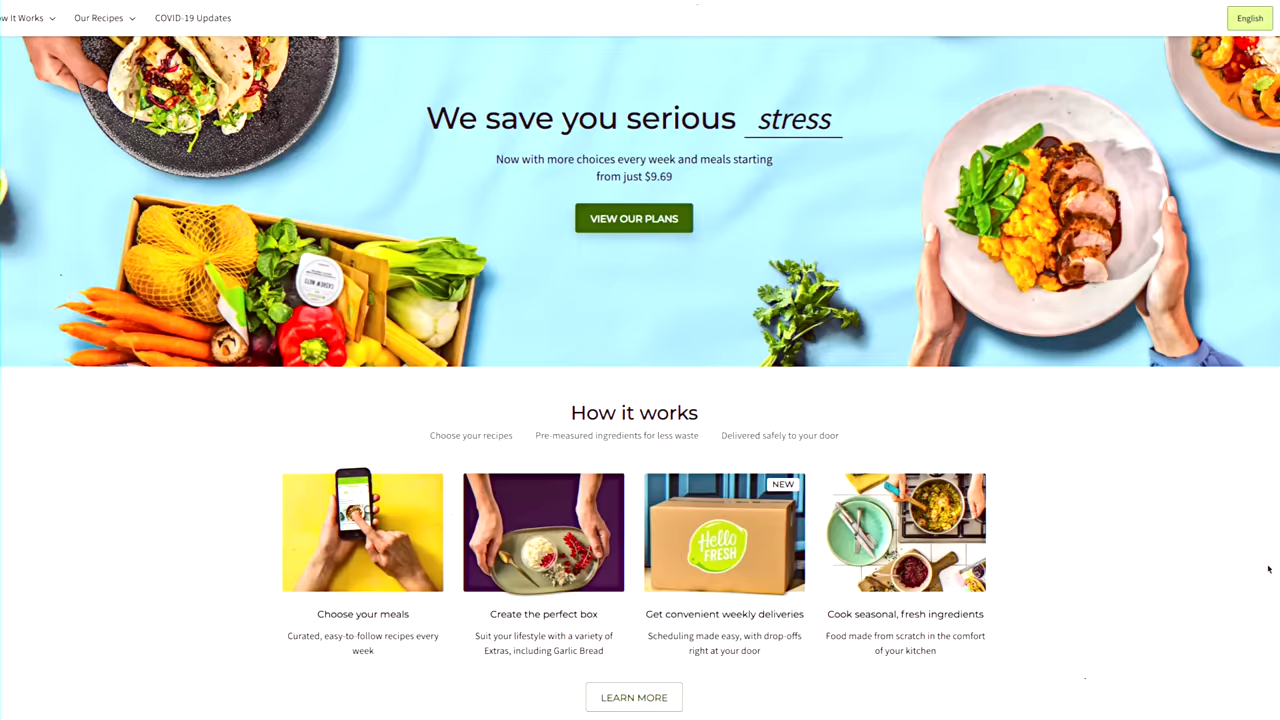 w It Works
Our Recipes
COVID-19 Updates
English
We save you serious stress
Now with more choices every week and meals starting
from just $9.69
VIEW OUR PLANS
CASHEW NUTS
How it works
Choose your recipes
Pre-measured ingredients for less waste
Delivered safely to your door
NEW
Hello
FRESH
Choose your meals
Curated, easy-to-follow recipes every
week
Create the perfect box
Suit your lifestyle with a variety of
Extras, including Garlic Bread
Get convenient weekly deliveries
Scheduling made easy, with drop-offs
right at your door
Cook seasonal, fresh ingredients
Food made from scratch in the comfort
of your kitchen
LEARN MORE